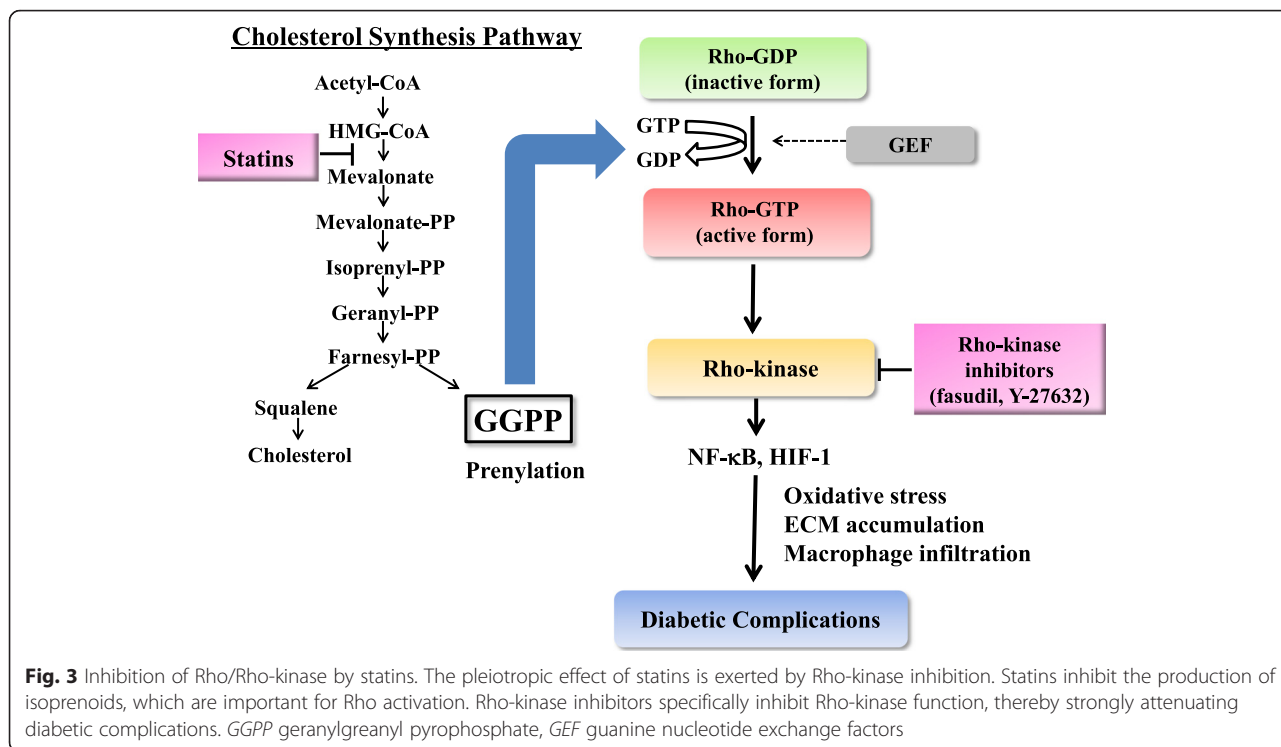 Cholesterol Synthesis Pathway
Acetyl-CoA
HMG-CoA
Statins
Mevalonate
Mevalonate-PP
Isoprenyl-PP
Geranyl-PP
Farnesyl-PP
Squalene
Cholesterol
GGPP
Prenylation
Rho-GDP
(inactive form)
GTP
GDP
GEF
Rho-GTP
(active form)
Rho-kinase
Rho-kinase
inhibitors
(fasudil, Y-27632)
NF-κB, HIF-1
Oxidative stress
ECM accumulation
Macrophage infiltration
Diabetic Complications
Fig. 3 Inhibition of Rho/Rho-kinase by statins. The pleiotropic effect of statins is exerted by Rho-kinase inhibition. Statins inhibit the production of
isoprenoids, which are important for Rho activation. Rho-kinase inhibitors specifically inhibit Rho-kinase function, thereby strongly attenuating
diabetic complications. GGPP geranylgreanyl pyrophosphate, GEF guanine nucleotide exchange factors